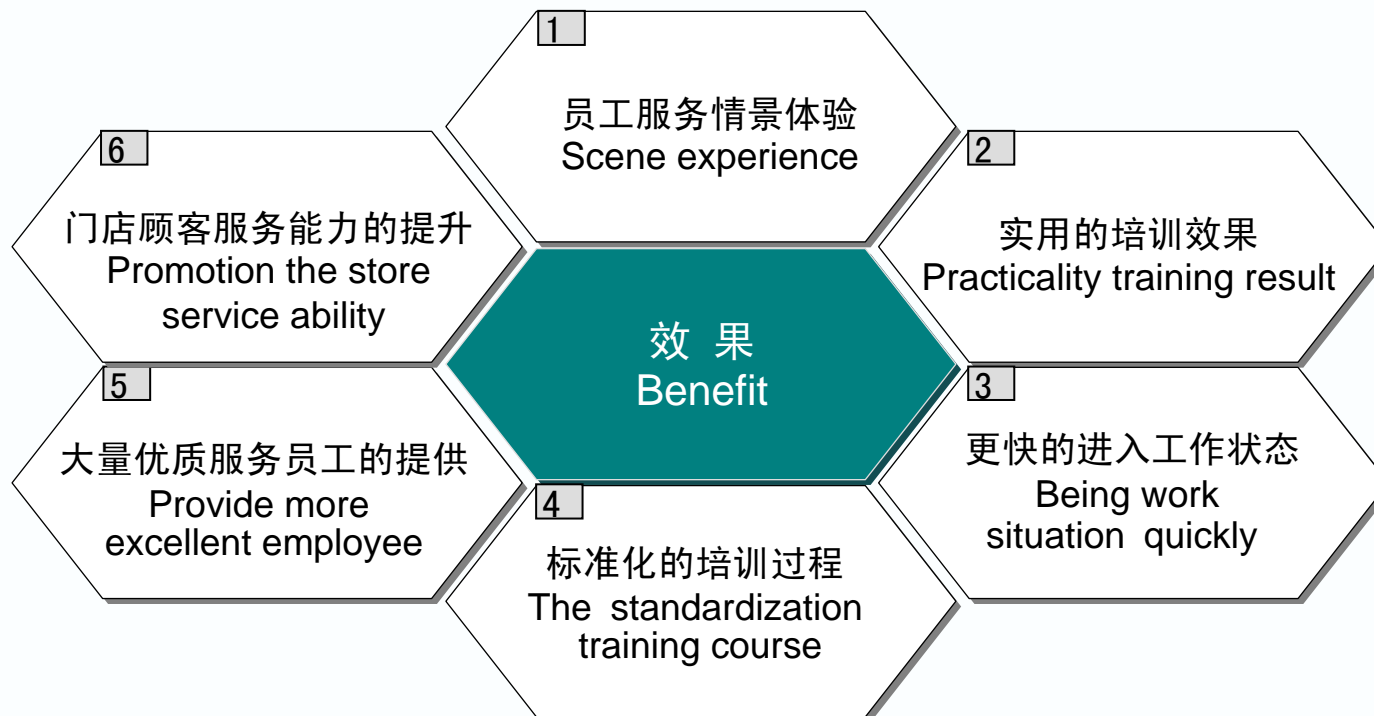 1
员工服务情景体验
Scene experience
2
实用的培训效果
Practicality training result
3
更快的进入工作状态
Being work
situation quickly
4
标准化的培训过程
The standardization
training course
5
大量优质服务员工的提供
Provide more
excellent employee
6
门店顾客服务能力的提升
Promotion the store
service ability
效 果
Benefit